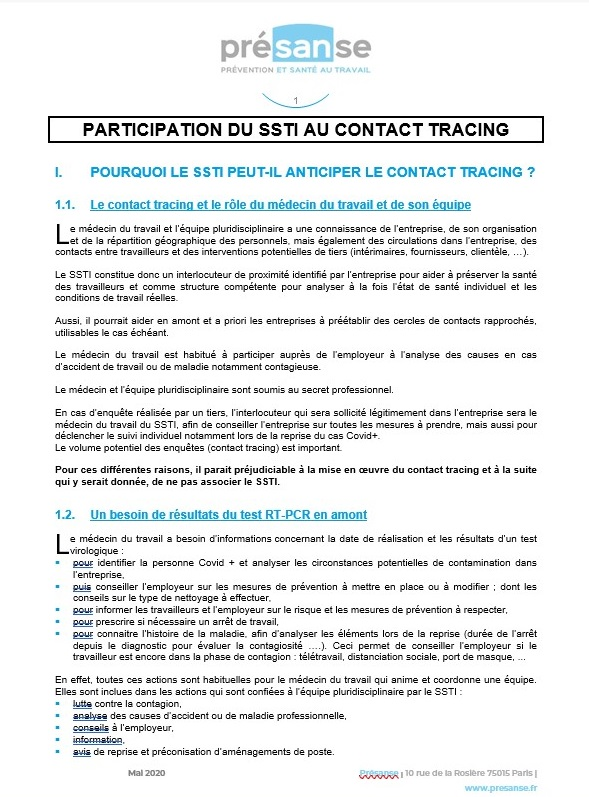 présanse
PRÉVENTION ET SANTÉ AU TRAVAIL
1
PARTICIPATION DU SSTI AU CONTACT TRACING
I. POURQUOI LE SSTI PEUT-IL ANTICIPER LE CONTACT TRACING ?
1.1. Le contact tracing et le rôle du médecin du travail et de son équipe
Le médecin du travail et l’équipe pluridisciplinaire a une connaissance de l’entreprise, de son organisation
et de la répartition géographique des personnels, mais également des circulations dans l’entreprise, des
contacts entre travailleurs et des interventions potentielles de tiers (intérimaires, fournisseurs, clientèle, …).
Le SSTI constitue donc un interlocuteur de proximité identifié par l’entreprise pour aider à préserver la santé
des travailleurs et comme structure compétente pour analyser à la fois l’état de santé individuel et les
conditions de travail réelles.
Aussi, il pourrait aider en amont et a priori les entreprises à préétablir des cercles de contacts rapprochés,
utilisables le cas échéant.
Le médecin du travail est habitué à participer auprès de l’employeur à l’analyse des causes en cas
d’accident de travail ou de maladie notamment contagieuse.
Le médecin et l’équipe pluridisciplinaire sont soumis au secret professionnel.
En cas d’enquête réalisée par un tiers, l’interlocuteur qui sera sollicité légitimement dans l’entreprise sera le
médecin du travail du SSTI, afin de conseiller l’entreprise sur toutes les mesures à prendre, mais aussi pour
déclencher le suivi individuel notamment lors de la reprise du cas Covid+.
Le volume potentiel des enquêtes (contact tracing) est important.
Pour ces différentes raisons, il parait préjudiciable à la mise en œuvre du contact tracing et à la suite
qui y serait donnée, de ne pas associer le SSTI.
1.2. Un besoin de résultats du test RT-PCR en amont
Le médecin du travail a besoin d’informations concernant la date de réalisation et les résultats d’un test
virologique :
▪ pour identifier la personne Covid + et analyser les circonstances potentielles de contamination dans
l’entreprise,
▪ puis conseiller l’employeur sur les mesures de prévention à mettre en place ou à modifier ; dont les
conseils sur le type de nettoyage à effectuer,
▪ pour informer les travailleurs et l’employeur sur le risque et les mesures de prévention à respecter,
▪ pour prescrire si nécessaire un arrêt de travail,
▪ pour connaitre l’histoire de la maladie, afin d’analyser les éléments lors de la reprise (durée de l’arrêt
depuis le diagnostic pour évaluer la contagiosité ….). Ceci permet de conseiller l’employeur si le
travailleur est encore dans la phase de contagion : télétravail, distanciation sociale, port de masque, ...
En effet, toutes ces actions sont habituelles pour le médecin du travail qui anime et coordonne une équipe.
Elles sont inclues dans les actions qui sont confiées à l’équipe pluridisciplinaire par le SSTI :
▪ lutte contre la contagion,
▪ analyse des causes d’accident ou de maladie professionnelle,
▪ conseils à l’employeur,
▪ information,
▪ avis de reprise et préconisation d’aménagements de poste.
Mai 2020 Présanse | 10 rue de la Rosière 75015 Paris |
www.presanse.fr